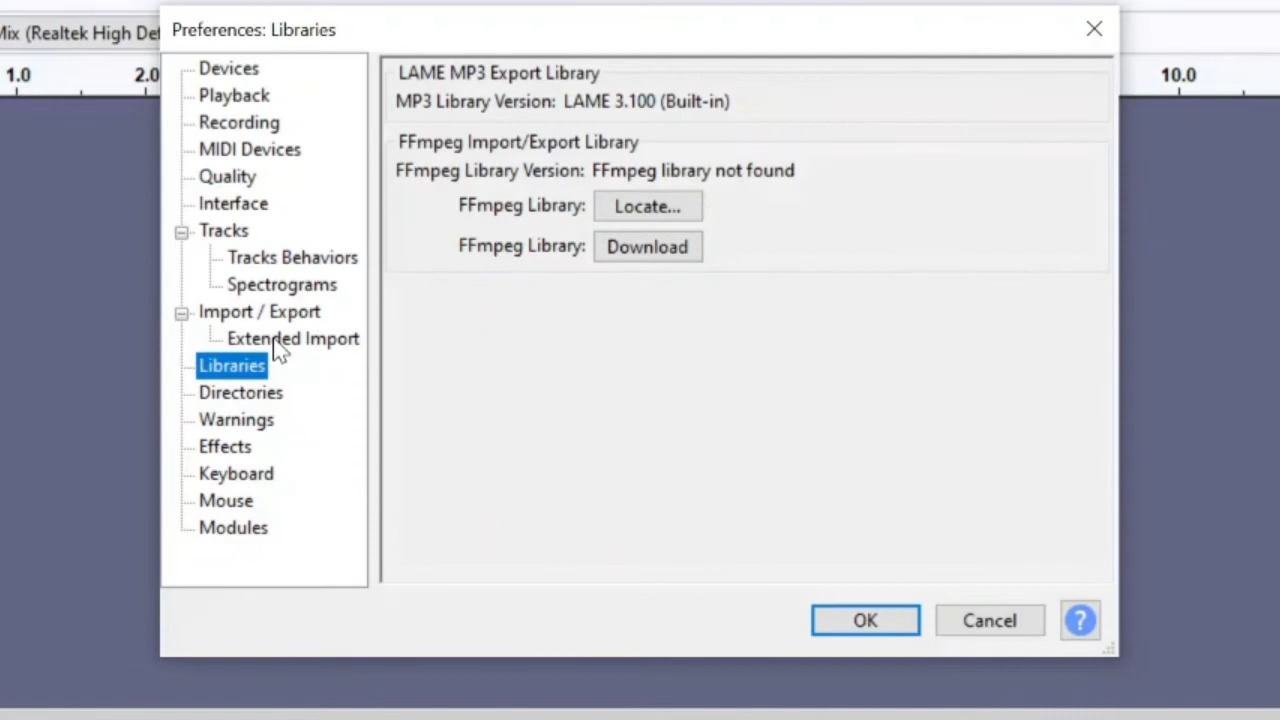 Preferences: Libraries
Mix (Realtek High De
1.0
2.0
10.0
Devices
Playback
Recording
MIDI Devices
Quality
Interface
Tracks
Tracks Behaviors
Spectrograms
Import / Export
Extended Import
Libraries
Directories
Warnings
Effects
Keyboard
Mouse
Modules
LAME MP3 Export Library
MP3 Library Version: LAME 3.100 (Built-in)
FFmpeg Import/Export Library
FFmpeg Library Version: FFmpeg library not found
FFmpeg Library: Locate...
FFmpeg Library: Download
OK
Cancel
?